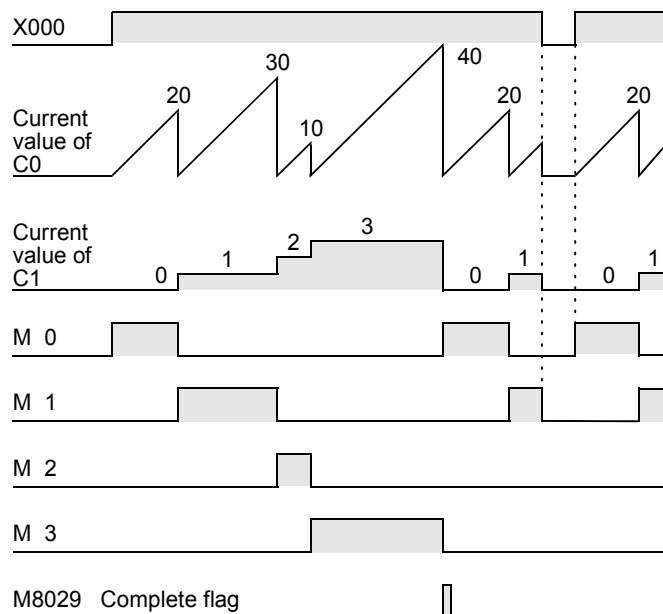 X000
30
40
20
20
20
10
Current
value of
C0
Current
value of
C1
0
1
2
3
0
1
0
1
M 0
M 1
M 2
M 3
M8029 Complete flag